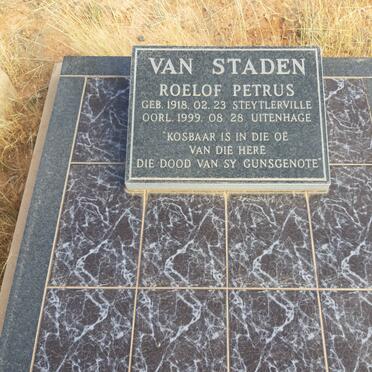 VAN STADEN
ROELOF PETRUS
GEB. 1918. 02. 23 STEYTLERVILLE
OORL. 1999. 08 28 UITENHAGE
"KOSBAAR IS IN DIE OË
VAN DIE HERE
DIE DOOD VAN SY GUNSGENOTE"